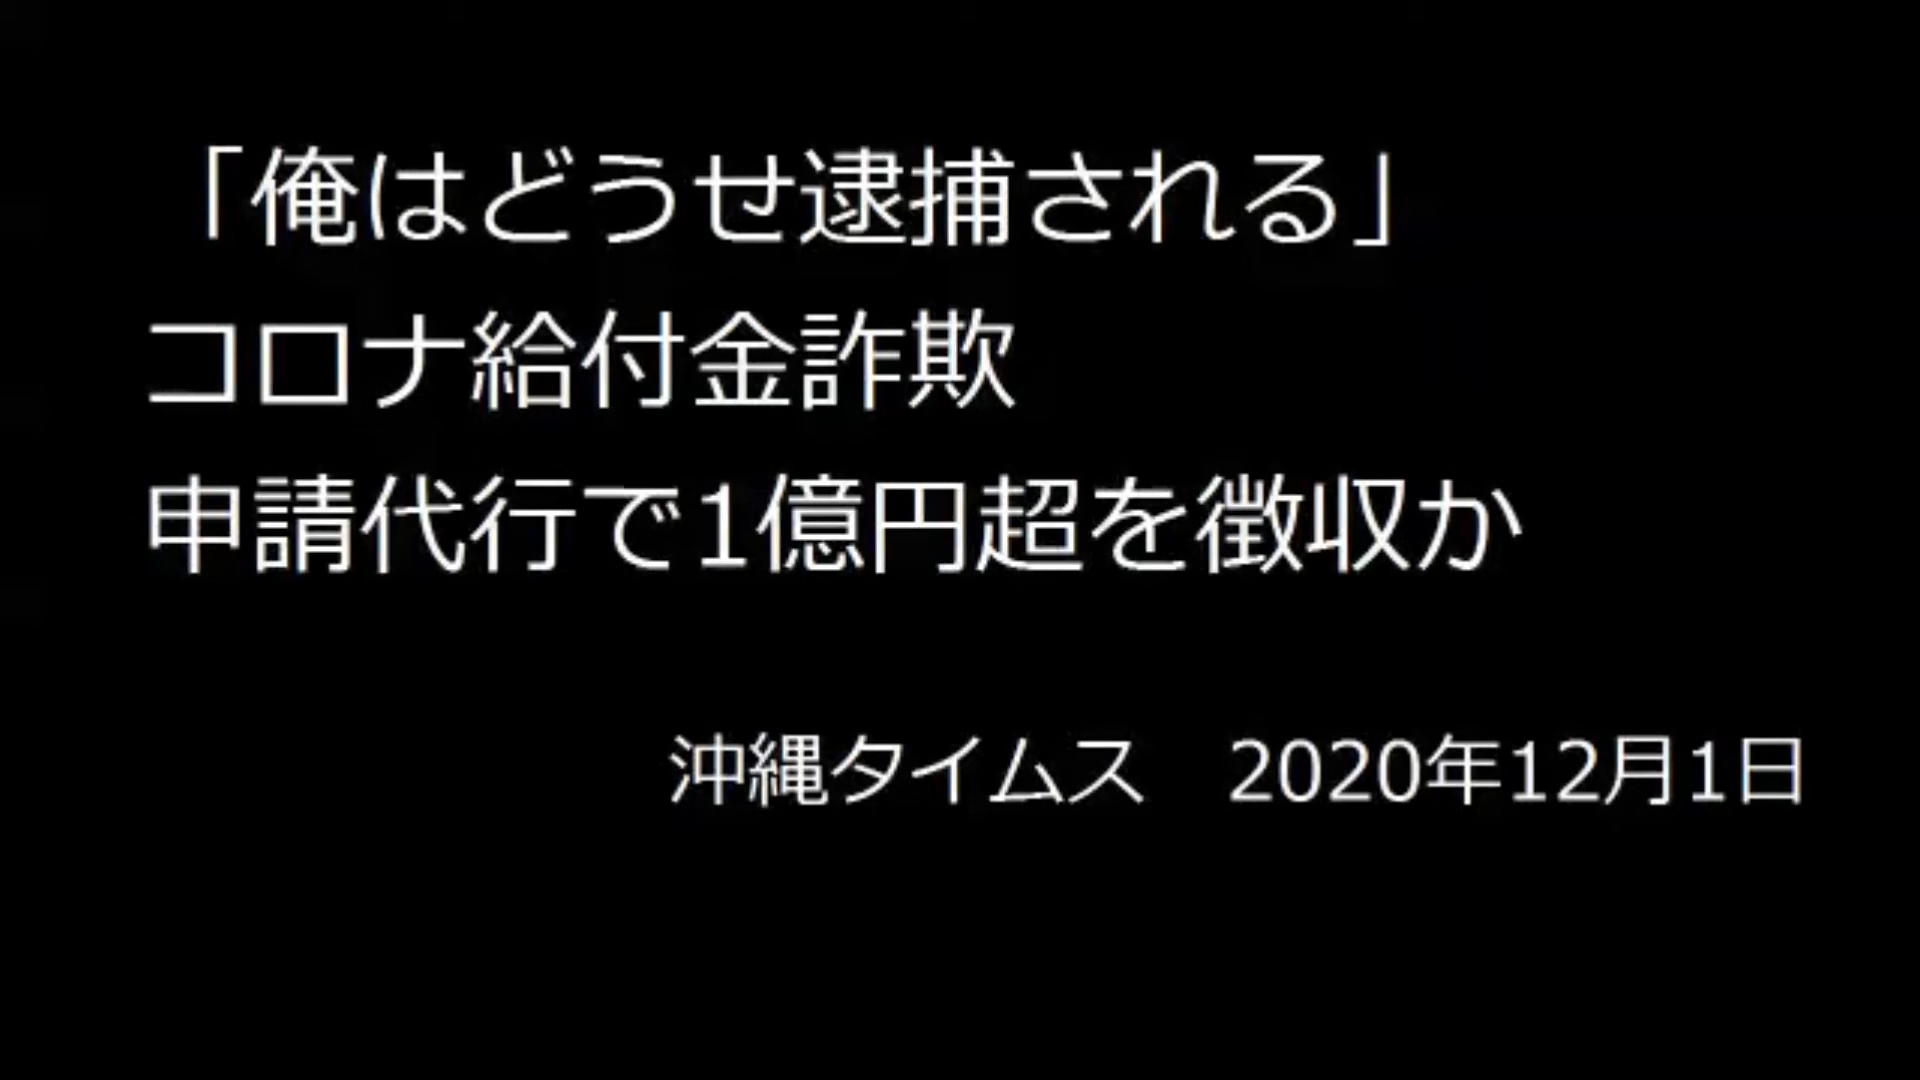 「俺はどうせ逮捕される」
コロナ給付金詐欺
申請代行で1億円超を徴収か
沖縄タイムス　2020年12月1日